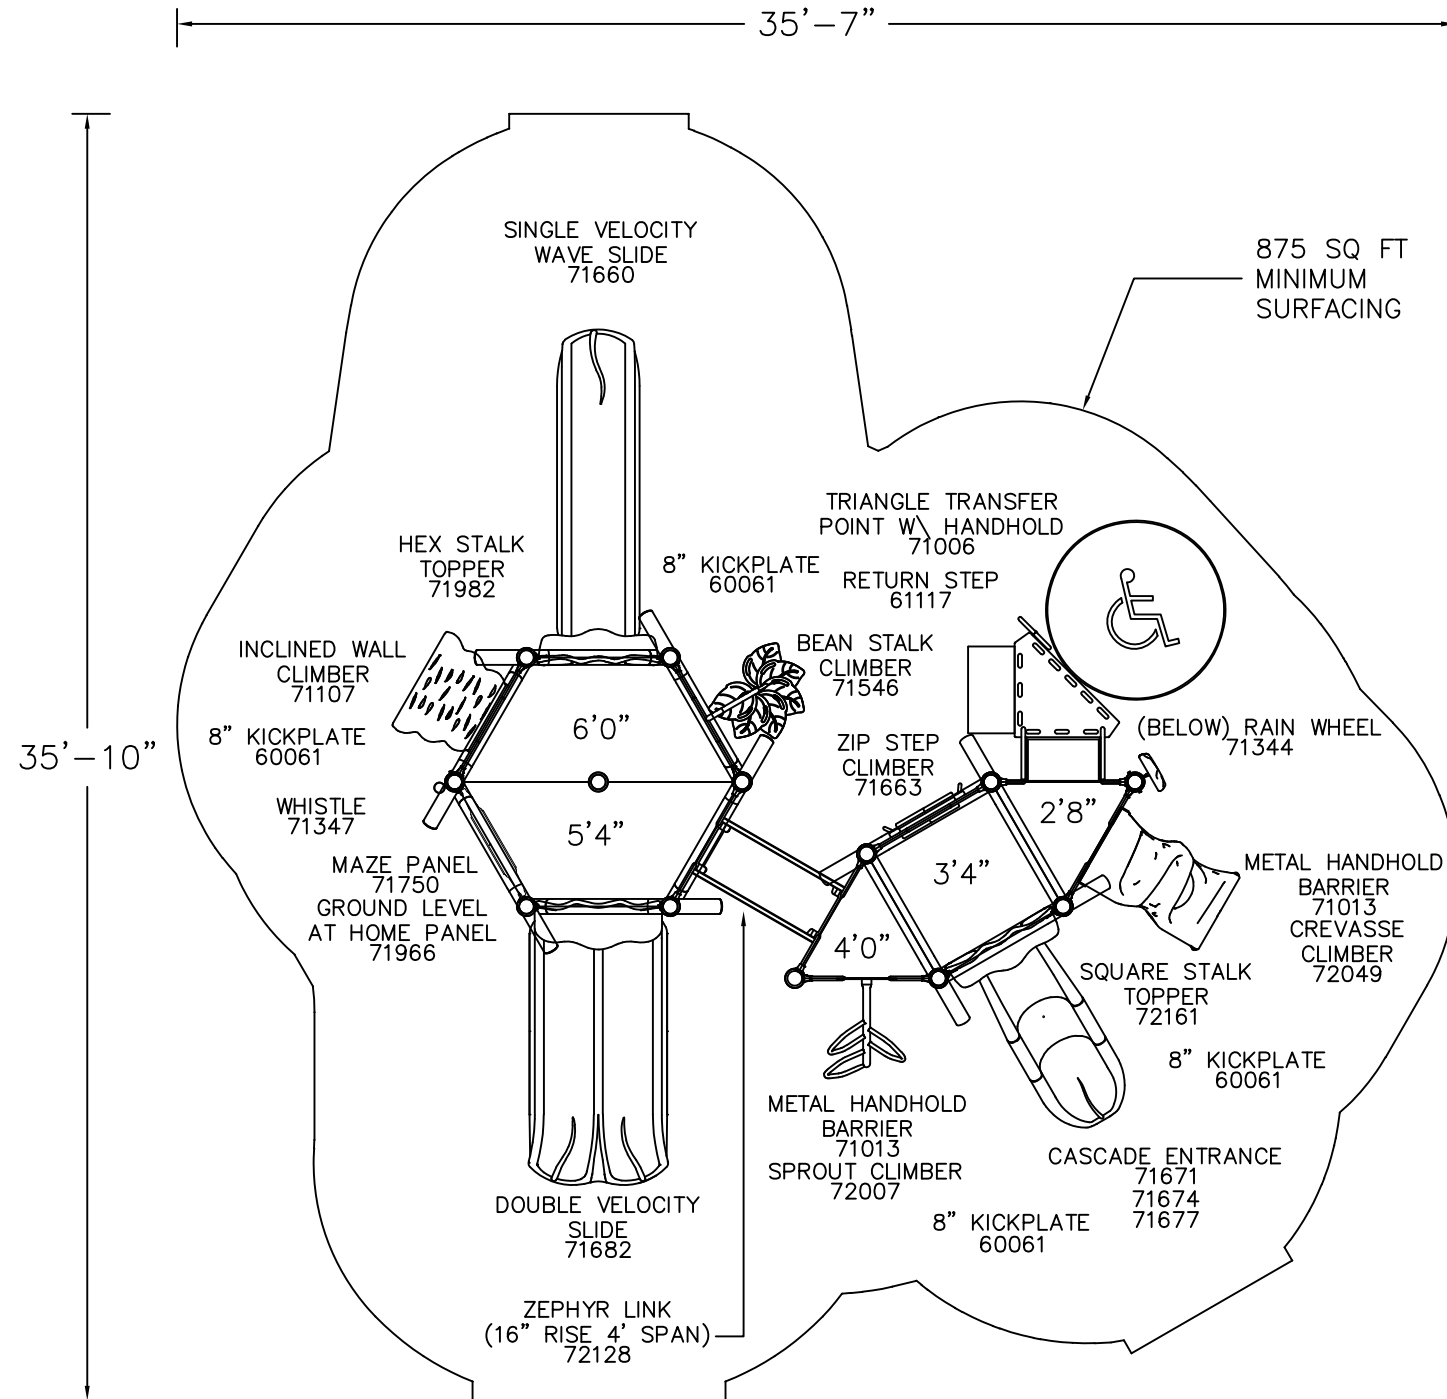 35'-7"
SINGLE VELOCITY
WAVE SLIDE
71660
875 SQ FT
MINIMUM
SURFACING
TRIANGLE TRANSFER
POINT W\ HANDHOLD
71006
HEX STALK
TOPPER
71982
8" KICKPLATE
60061
RETURN STEP
61117
INCLINED WALL
CLIMBER
71107
BEAN STALK
CLIMBER
71546
8" KICKPLATE
60061
6'0"
(BELOW) RAIN WHEEL
71344
35'-10"
ZIP STEP
CLIMBER
71663
WHISTLE
71347
5'4"
2'8"
MAZE PANEL
71750
GROUND LEVEL
AT HOME PANEL
71966
3'4"
METAL HANDHOLD
BARRIER
71013
CREVASSE
CLIMBER
72049
4'0"
SQUARE STALK
TOPPER
72161
8" KICKPLATE
60061
METAL HANDHOLD
BARRIER
71013
SPROUT CLIMBER
72007
CASCADE ENTRANCE
71671
71674
71677
DOUBLE VELOCITY
SLIDE
71682
8" KICKPLATE
60061
ZEPHYR LINK
(16" RISE 4' SPAN)
72128